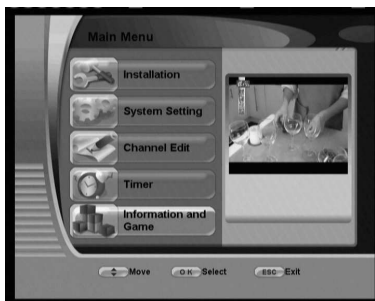 Main Menu
Installation
System Setting
Channel Edit
Timer
Information and
Game
Move OK Select ESC Exit